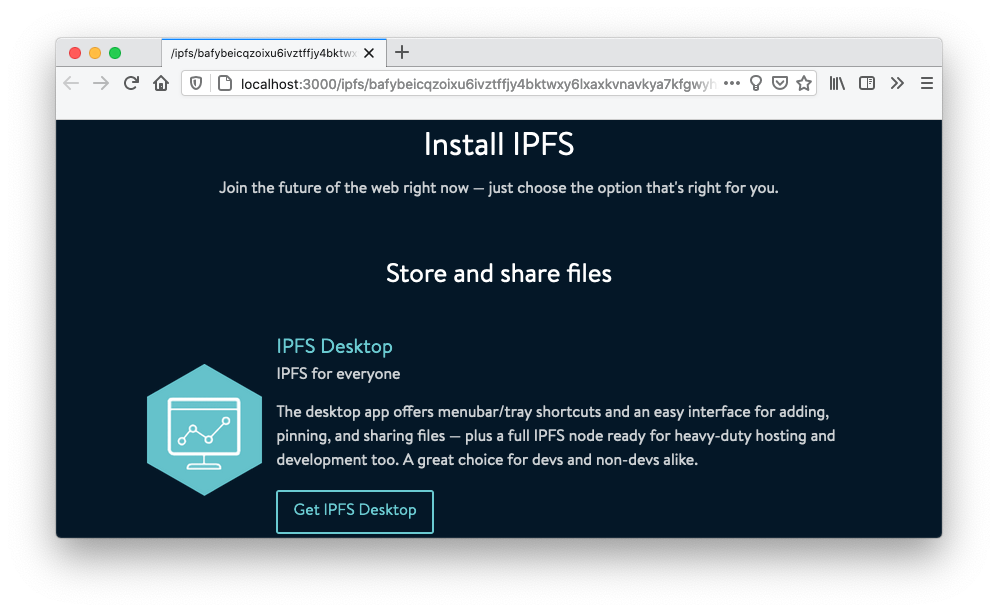 /ipfs/bafybeicqzoixu6ivztffjy4bktwx
localhost:3000/ipfs/bafybeicqzoixu6ivztffjy4bktwxy6lxaxkvnavkya7kfgwyh
Install IPFS
Join the future of the web right now — just choose the option that's right for you.
Store and share files
IPFS Desktop
IPFS for everyone
The desktop app offers menubar/tray shortcuts and an easy interface for adding,
pinning, and sharing files — plus a full IPFS node ready for heavy-duty hosting and
development too. A great choice for devs and non-devs alike.
Get IPFS Desktop